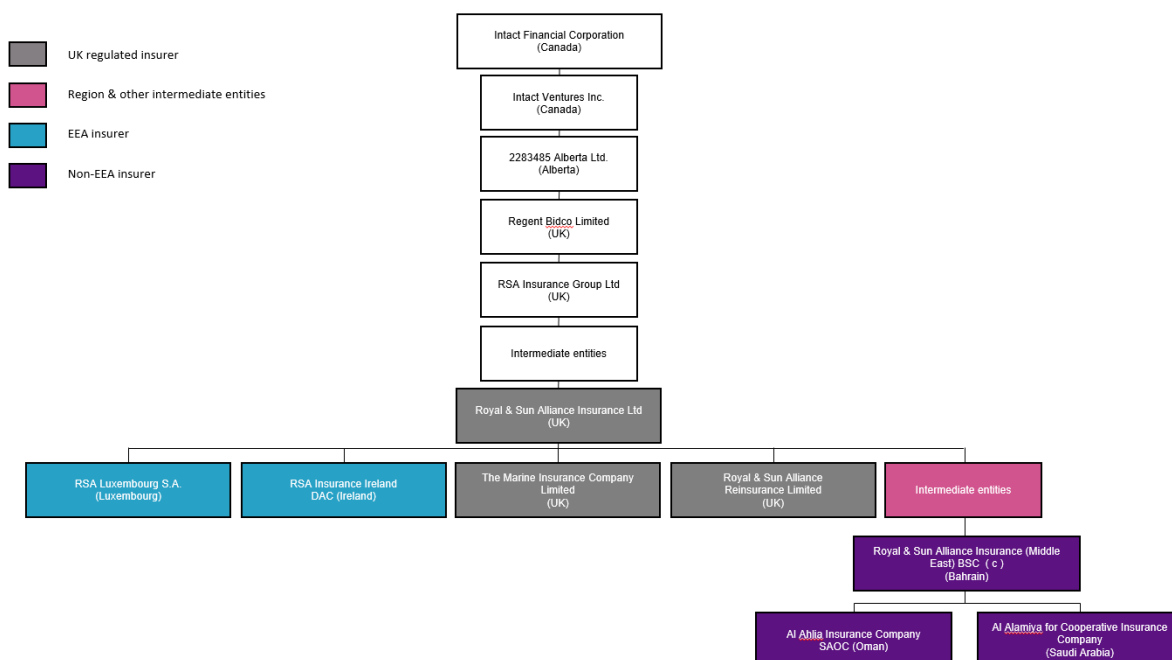 Intact Financial Corporation
(Canada)
UK regulated insurer
Region & other intermediate entities
EEA insurer
Non-EEA insurer
Intact Ventures Inc.
(Canada)
2283485 Alberta Ltd.
(Alberta)
Regent Bidco Limited
(UK)
RSA Insurance Group Ltd
(UK)
Intermediate entities
Royal & Sun Alliance Insurance Ltd
(UK)
RSA Luxembourg S.A.
(Luxembourg)
RSA Insurance Ireland
DAC (Ireland)
The Marine Insurance Company
Limited
(UK)
Royal & Sun Alliance
Reinsurance Limited
(UK)
Intermediate entities
Royal & Sun Alliance Insurance (Middle
East) BSC ( c )
(Bahrain)
Al Ahlia Insurance Company
SAOC (Oman)
Al Alamiya for Cooperative Insurance
Company
(Saudi Arabia)